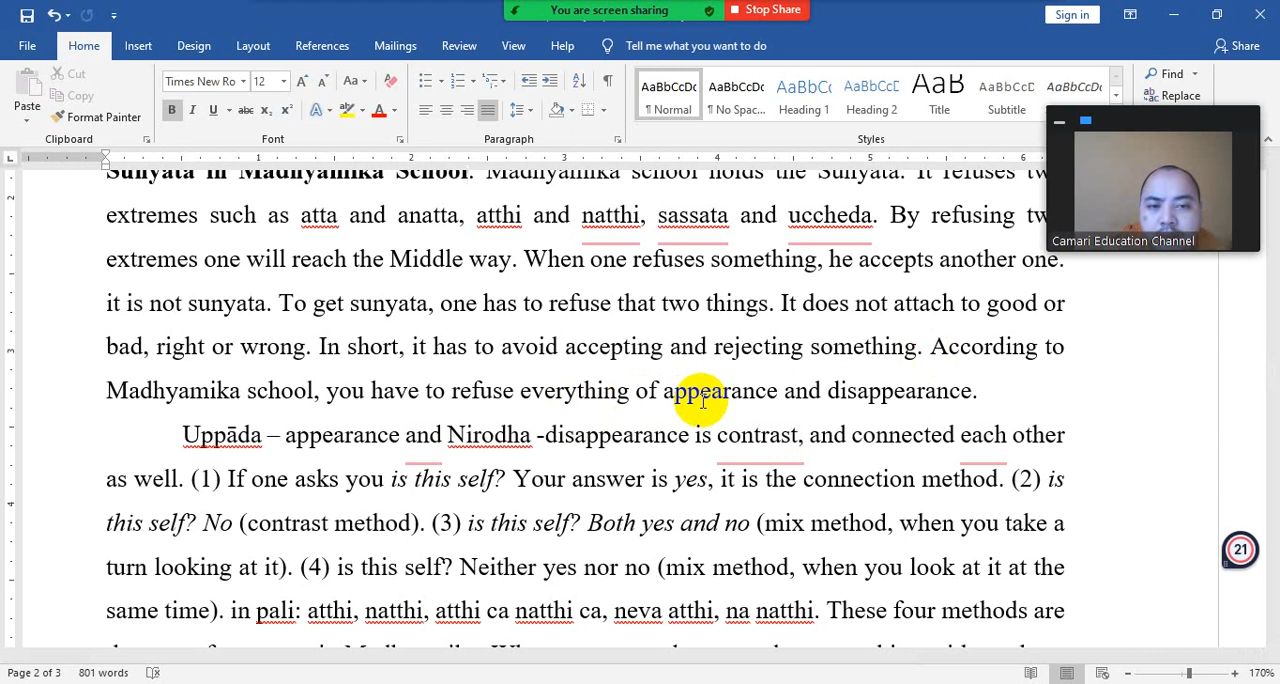 You are screen sharing
Stop Share
Sign in
File Home Insert Design Layout References Mailings Review View Help Tell me what you want to do
Share
Paste
Cut
Copy
Format Painter
Clipboard
Times New Ro 12
Font
Paragraph
AaBbCcDc
¶ Normal
AaBbCcDc
¶ No Spac...
AaBbCc
Heading 1
AaBbCcD
Heading 2
AaB
Title
AaBbCcD
Subtitle
AaBbCcDc
Styles
Find
Replace
Camari Education Channel
Sunyata in Madhyamika School. Madhyamika school holds the Sunyata. It refuses
extremes such as atta and anatta, atthi and natthi, sassata and uccheda. By refusing
extremes one will reach the Middle way. When one refuses something, he accepts another one.
it is not sunyata. To get sunyata, one has to refuse that two things. It does not attach to good or
bad, right or wrong. In short, it has to avoid accepting and rejecting something. According to
Madhyamika school, you have to refuse everything of appearance and disappearance.
Uppāda – appearance and Nirodha -disappearance is contrast, and connected each other
as well. (1) If one asks you is this self? Your answer is yes, it is the connection method. (2) is
this self? No (contrast method). (3) is this self? Both yes and no (mix method, when you take a
turn looking at it). (4) is this self? Neither yes nor no (mix method, when you look at it at the
same time). in pali: atthi, natthi, atthi ca natthi ca, neva atthi, na natthi. These four methods are
21
Page 2 of 3 801 words
170%